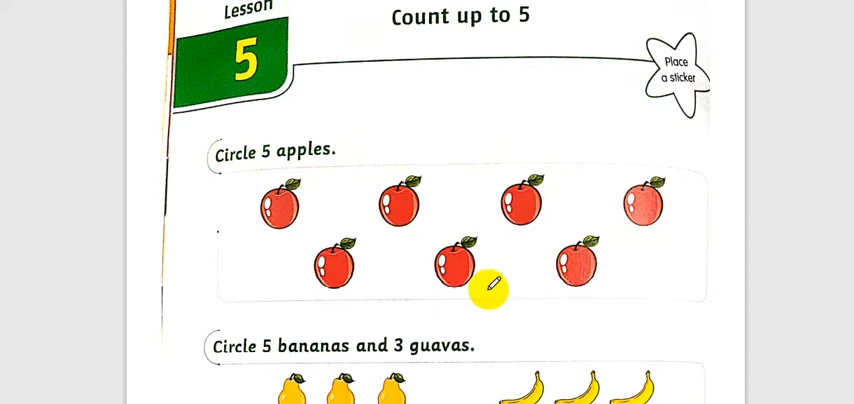 Lesson
5
Count up to 5
Place
a sticker
Circle 5 apples.
Circle 5 bananas and 3 guavas.